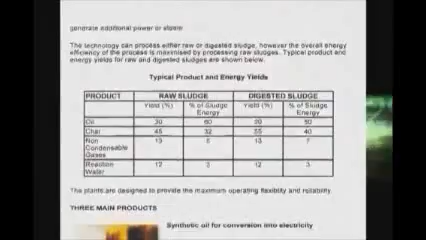 generate additional power or steam
The technology can process either raw or digested sludge, however the overall energy
efficiency of the process is maximised by processing raw sludges. Typical product and
energy yields for raw and digested sludges are shown below.
Typical Product and Energy Yields
PRODUCT RAW SLUDGE DIGESTED SLUDGE
Yield (%) % of Sludge Energy Yield (%) % of Sludge Energy
Oil 30 60 20 50
Char 45 32 55 40
Non Condensable Gases 13 13 7
Reaction Water 12 12 3
The plants are designed to provide the maximum operating flexibility and reliability.
THREE MAIN PRODUCTS
Synthetic oil for conversion into electricity